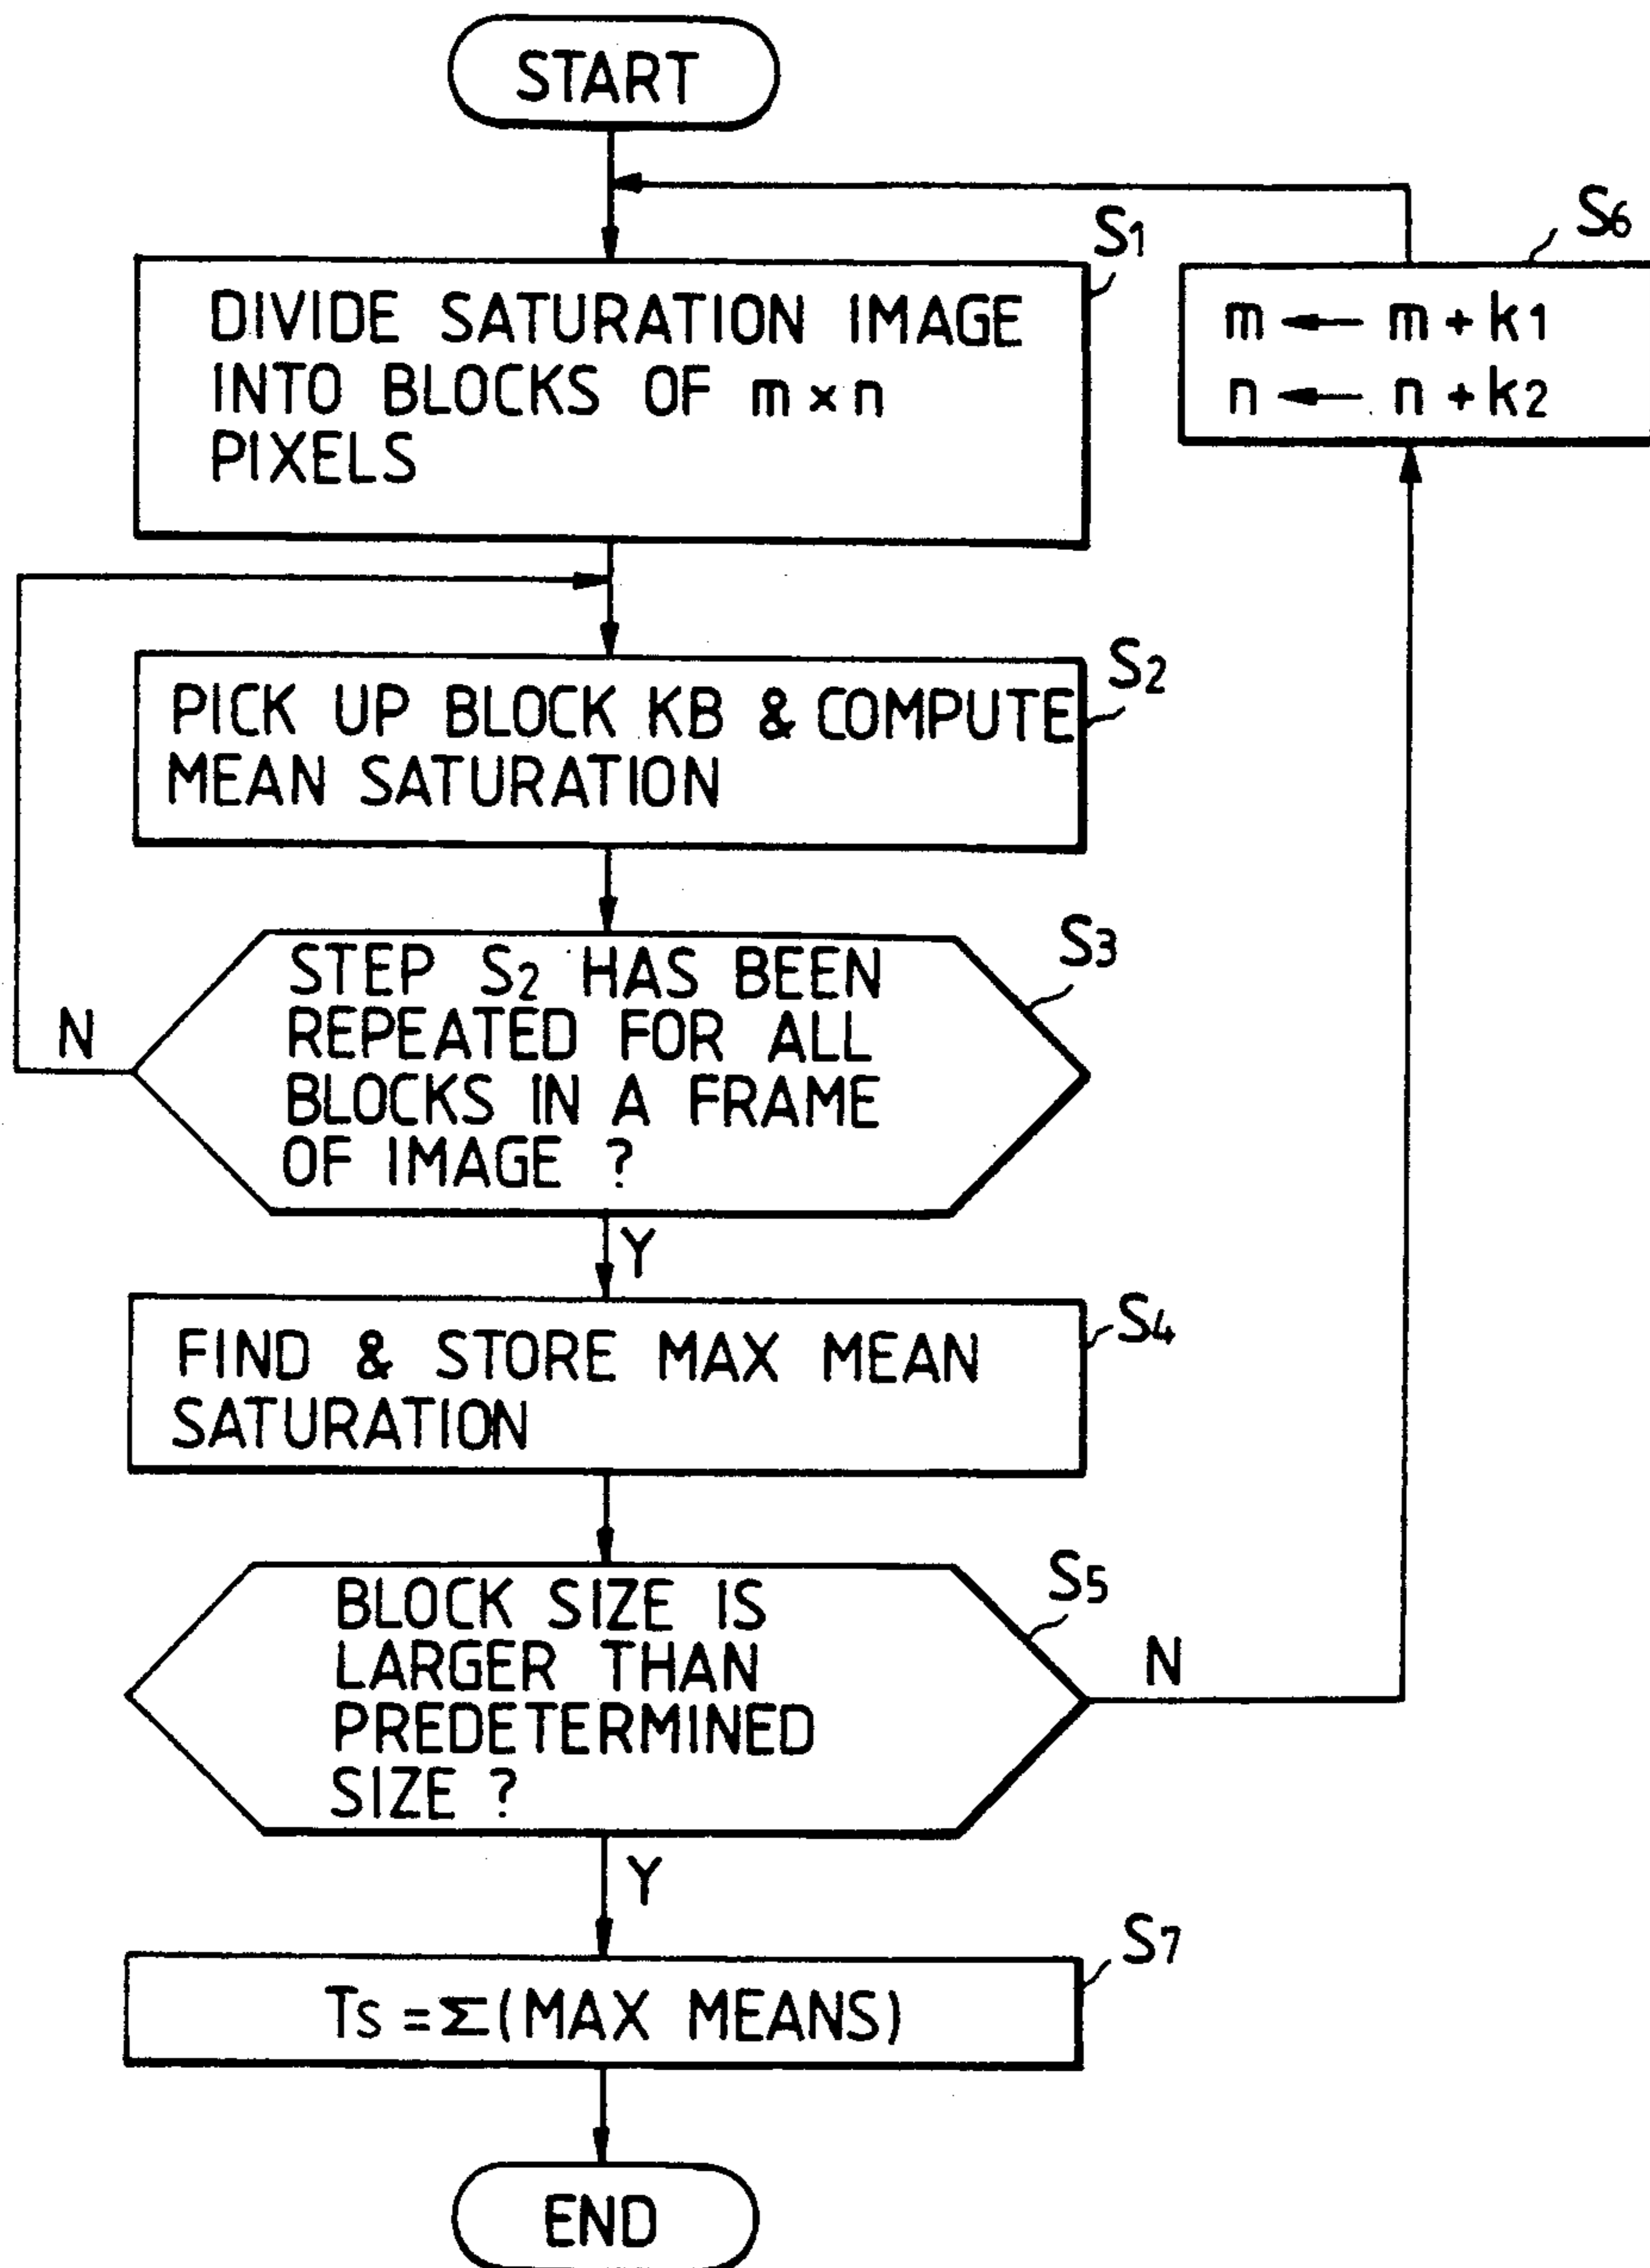 START
S1
DIVIDE SATURATION IMAGE
INTO BLOCKS OF m × n
PIXELS
S6
m ← m + k1
n ← n + k2
S2
PICK UP BLOCK KB & COMPUTE
MEAN SATURATION
S3
STEP S2 HAS BEEN
REPEATED FOR ALL
BLOCKS IN A FRAME
OF IMAGE ?
N
Y
S4
FIND & STORE MAX MEAN
SATURATION
S5
BLOCK SIZE IS
LARGER THAN
PREDETERMINED
SIZE ?
N
Y
S7
Ts = Σ (MAX MEANS)
END